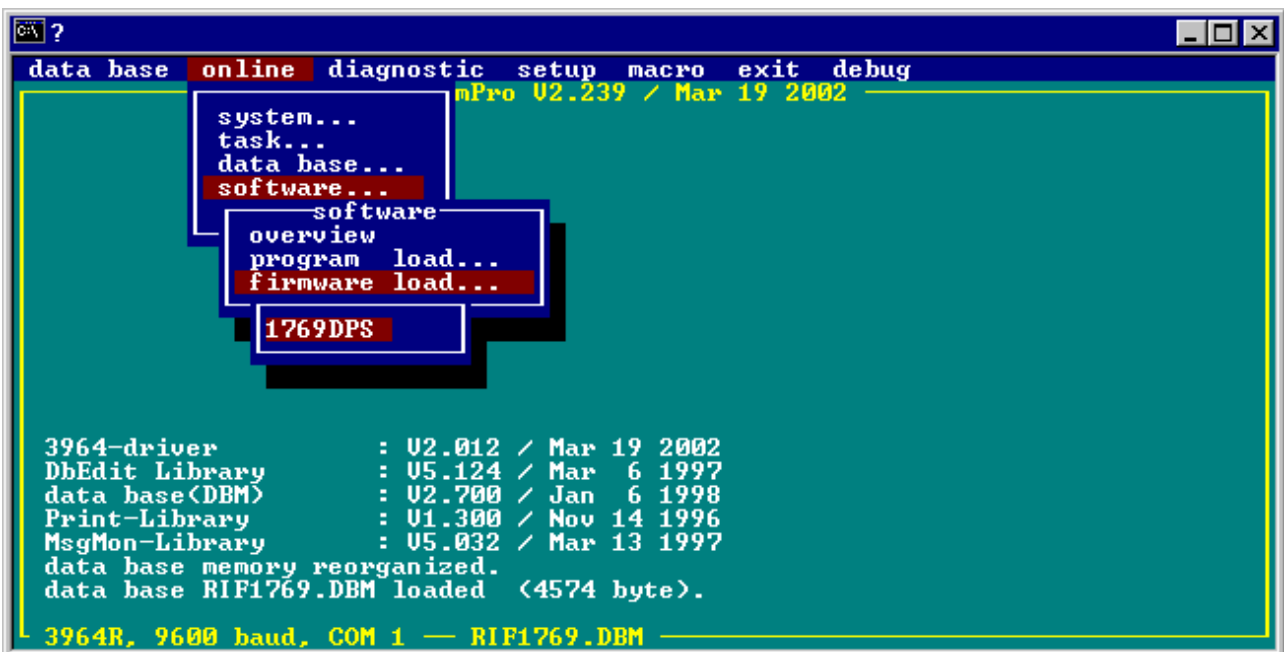 ?
data base online diagnostic setup macro exit debug
mPro V2.239 / Mar 19 2002
system...
task...
data base...
software...
software
overview
program load...
firmware load...
1769DPS
3964-driver : V2.012 / Mar 19 2002
DbEdit Library : V5.124 / Mar 6 1997
data base(DBM) : V2.700 / Jan 6 1998
Print-Library : V1.300 / Nov 14 1996
MsgMon-Library : V5.032 / Mar 13 1997
data base memory reorganized.
data base RIF1769.DBM loaded (4574 byte).
3964R, 9600 baud, COM 1 — RIF1769.DBM